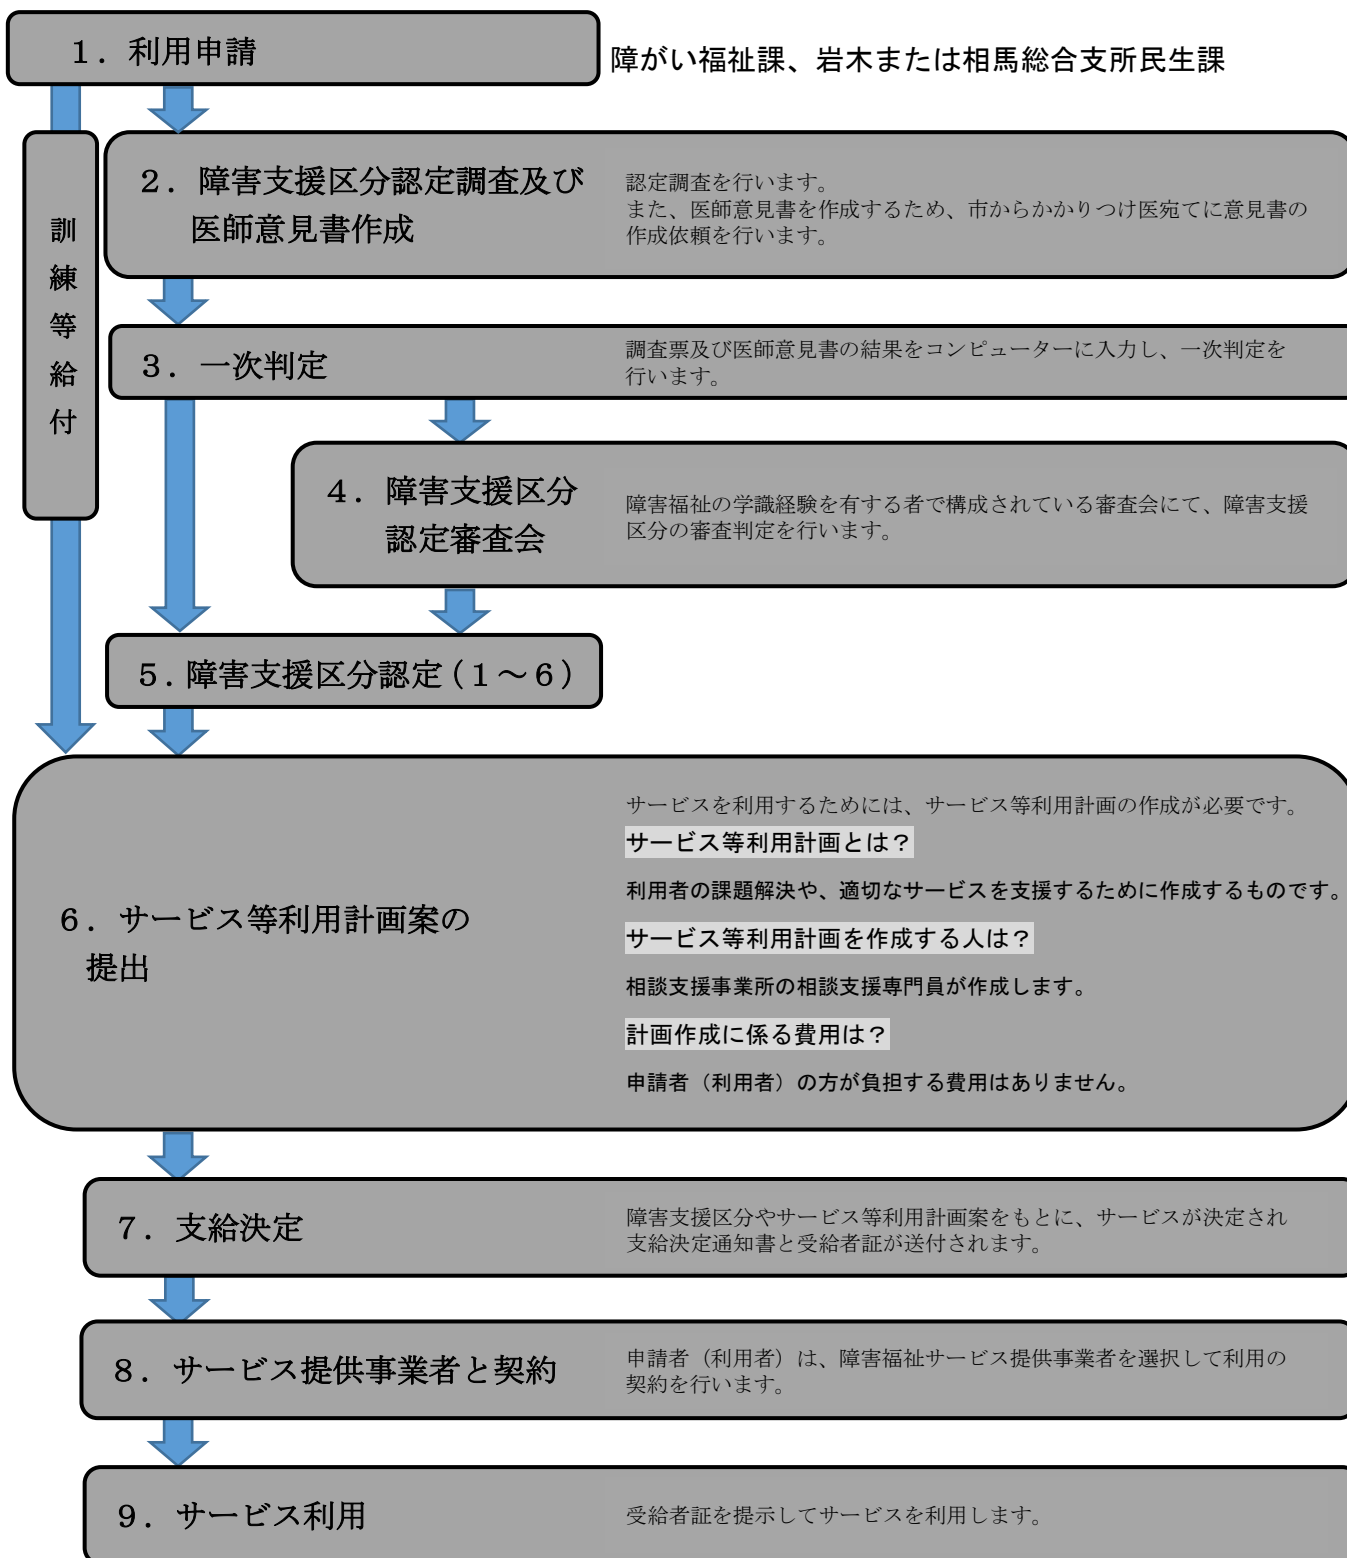 １．利用申請
障がい福祉課、岩木または相馬総合支所民生課
訓練等給付
２．障害支援区分認定調査及び
医師意見書作成
認定調査を行います。
また、医師意見書を作成するため、市からかかりつけ医宛てに意見書の
作成依頼を行います。
３．一次判定
調査票及び医師意見書の結果をコンピューターに入力し、一次判定を
行います。
４．障害支援区分
認定審査会
障害福祉の学識経験を有する者で構成されている審査会にて、障害支援
区分の審査判定を行います。
５．障害支援区分認定（１～６）
６．サービス等利用計画案の
提出
サービスを利用するためには、サービス等利用計画の作成が必要です。
サービス等利用計画とは？
利用者の課題解決や、適切なサービスを支援するために作成するものです。
サービス等利用計画を作成する人は？
相談支援事業所の相談支援専門員が作成します。
計画作成に係る費用は？
申請者（利用者）の方が負担する費用はありません。
７．支給決定
障害支援区分やサービス等利用計画案をもとに、サービスが決定され
支給決定通知書と受給者証が送付されます。
８．サービス提供事業者と契約
申請者（利用者）は、障害福祉サービス提供事業者を選択して利用の
契約を行います。
９．サービス利用
受給者証を提示してサービスを利用します。